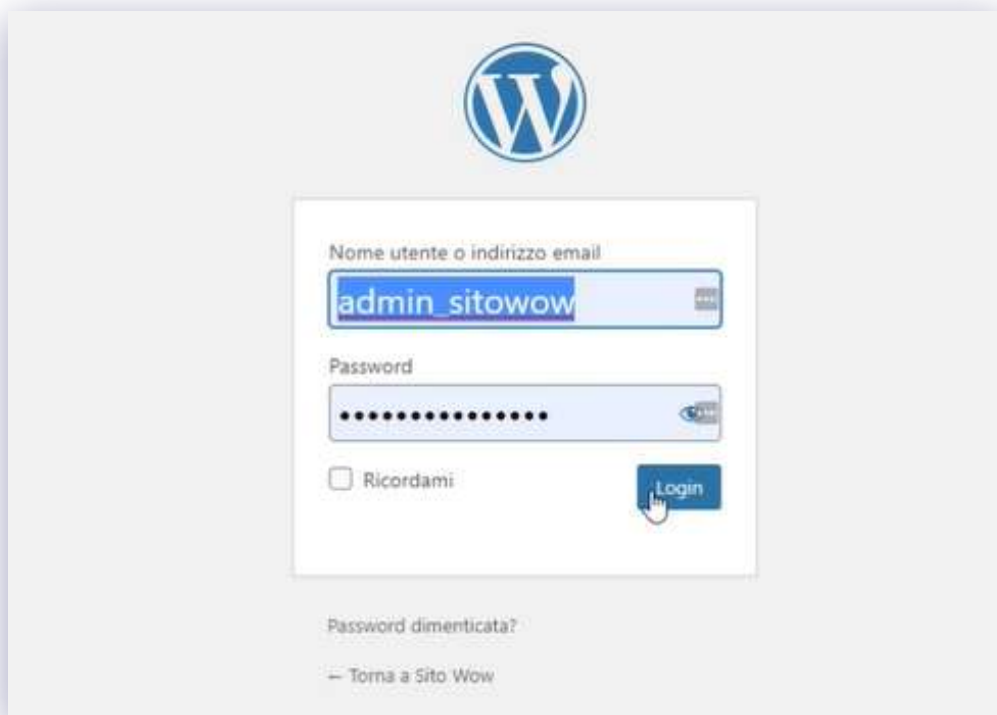 Nome utente o indirizzo email
admin_sitowow
Password
•••••••••••••••
Ricordami
Login
Password dimenticata?
← Torna a Sito Wow